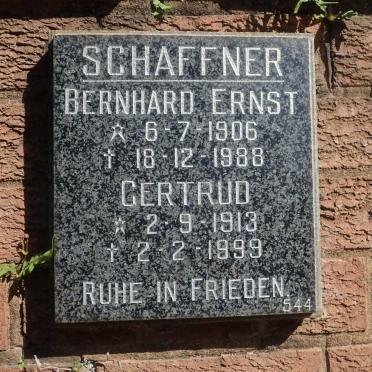 SCHAFFNER
BERNHARD ERNST
☆ 6-7-1906
† 18-12-1988
GERTRUD
☆ 2-9-1913
† 2-2-1999
RUHE IN FRIEDEN.
544